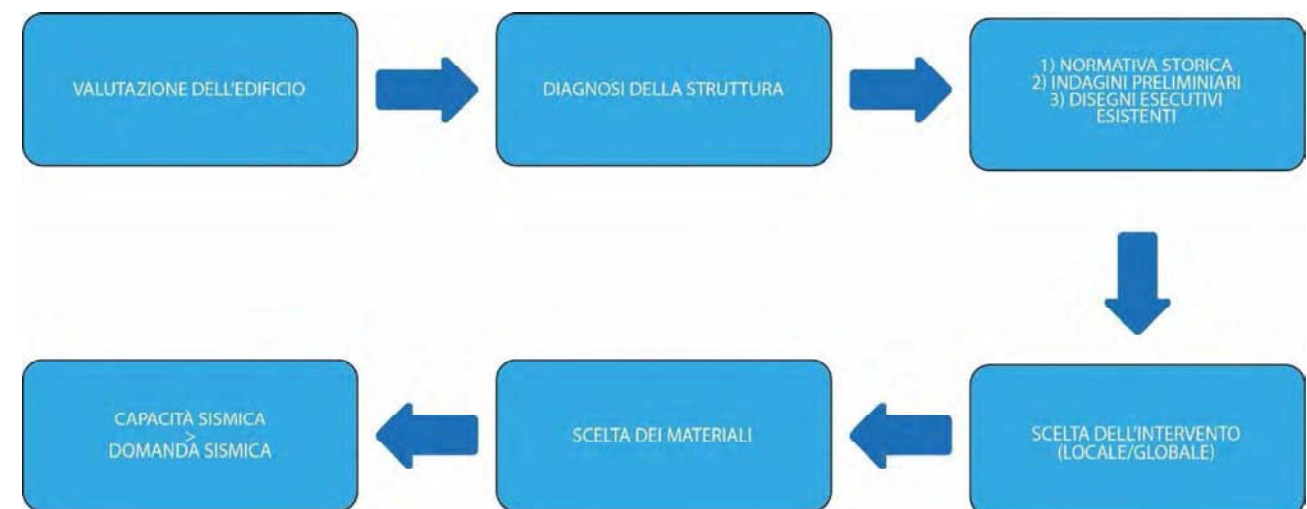 VALUTAZIONE DELL'EDIFICIO
DIAGNOSI DELLA STRUTTURA
1) NORMATIVA STORICA
2) INDAGINI PRELIMINIARI
3) DISEGNI ESECUTIVI
ESISTENTI
SCELTA DELL'INTERVENTO
(LOCALE/GLOBALE)
SCELTA DEI MATERIALI
CAPACITÀ SISMICA
>
DOMANDA SISMICA